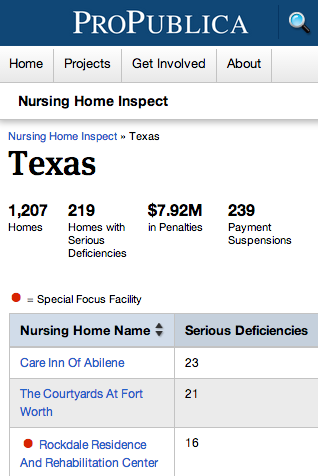 PROPUBLICA
Home Projects Get Involved About
Nursing Home Inspect
Nursing Home Inspect » Texas
Texas
1,207 219 $7.92M 239
Homes Homes with in Penalties Payment
Serious Suspensions
Deficiencies
= Special Focus Facility
Nursing Home Name Serious Deficiencies
Care Inn Of Abilene 23
The Courtyards At Fort 21
Worth
Rockdale Residence 16
And Rehabilitation Center